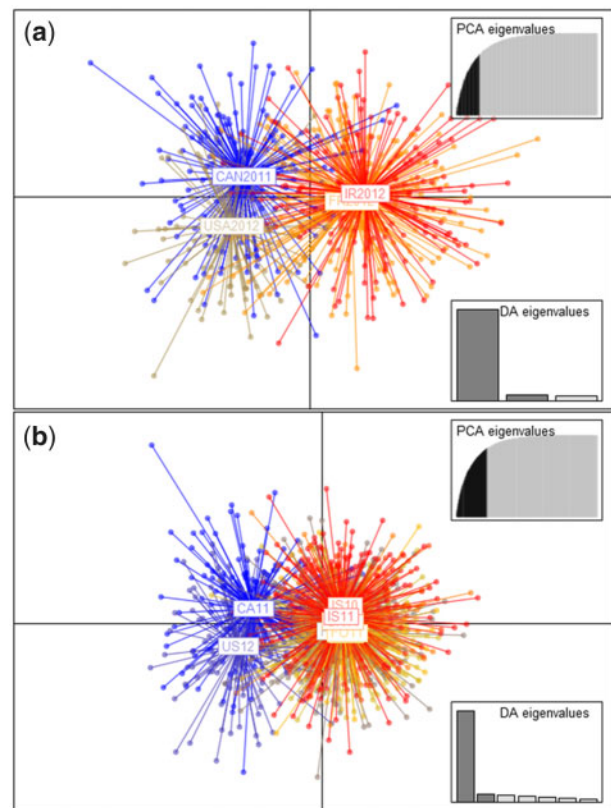 (a)
PCA eigenvalues
CAN2011
IR2012
USA2012
DA eigenvalues
(b)
PCA eigenvalues
CA11
IS10
IS11
US12
DA eigenvalues